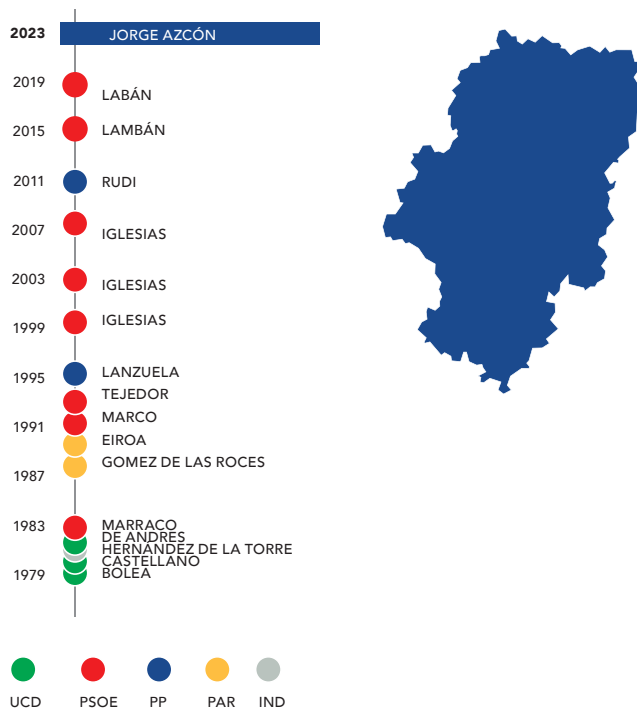 2023 JORGE AZCÓN
2019 LABÁN
2015 LAMBÁN
2011 RUDI
2007 IGLESIAS
2003 IGLESIAS
1999 IGLESIAS
1995 LANZUELA
TEJEDOR
1991 MARCO
EIROA
1987 GOMEZ DE LAS ROCES
1983 MARRACO
DE ANDRES
HERNÁNDEZ DE LA TORRE
CASTELLANO
1979 BOLEA
UCD PSOE PP PAR IND